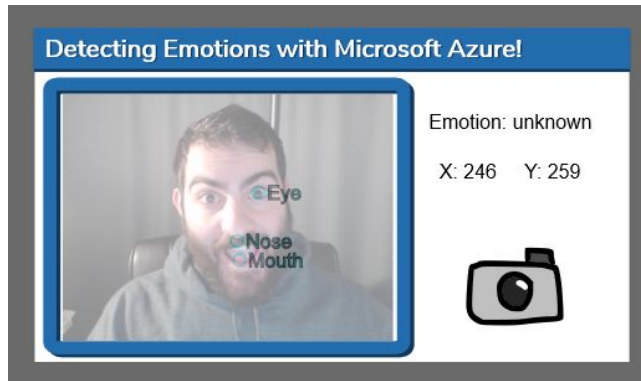 Detecting Emotions with Microsoft Azure!
Emotion: unknown
X: 246 Y: 259
Eye
Nose
Mouth